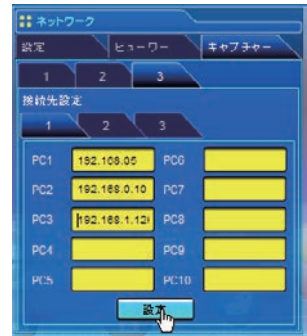 ネットワーク
設定 ヒューワー キャプチャー
1 2 3
接続先設定
1 2 3
PC1 192.168.05 PC6
PC2 192.168.0.10 PC7
PC3 192.168.1.12 PC8
PC4 PC9
PC5 PC10
設定